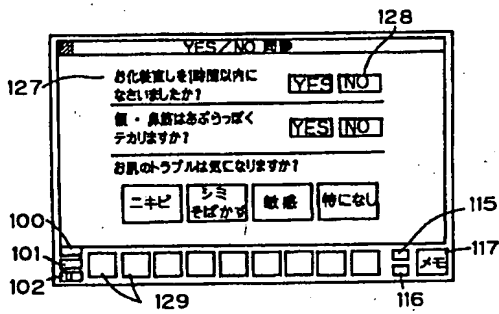 128
YES/NO 問診
127
お化粧直しを1時間以内に
なさいましたか?
YES NO
額・鼻筋はあぶらっぽく
テカリますか?
YES NO
お肌のトラブルは気になりますか?
ニキビ
シミ
そばかす
敏感
特になし
100
101
102
115
117
メモ
116
129